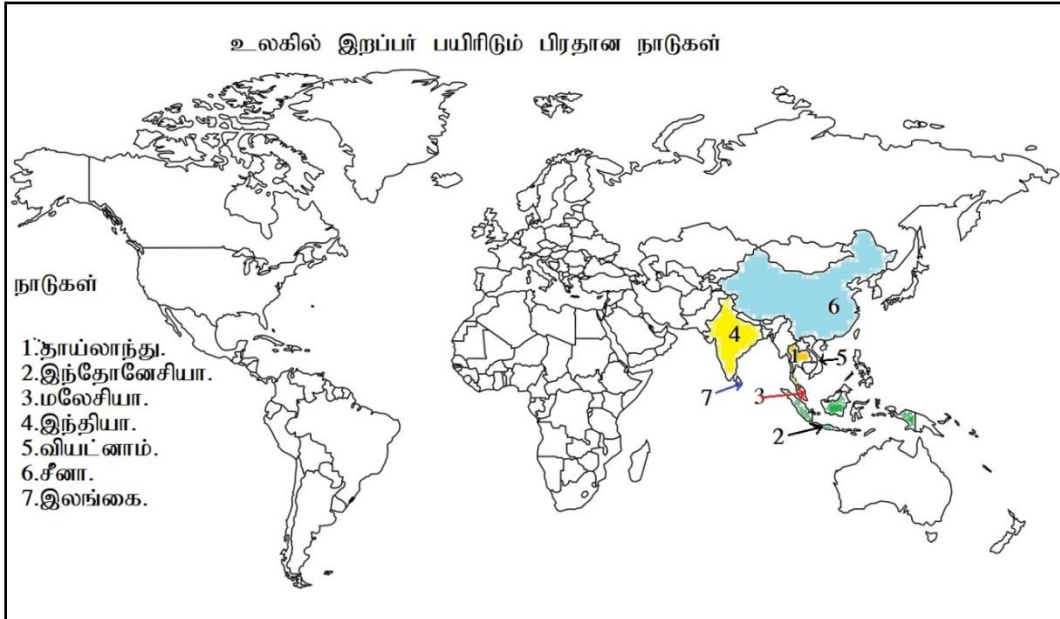 உலகில் இறப்பர் பயிரிடும் பிரதான நாடுகள்
நாடுகள்
1.தாய்லாந்து.
2.இந்தோனேசியா.
3.மலேசியா.
4.இந்தியா.
5.வியட்னாம்.
6.சீனா.
7.இலங்கை.
6
4
1
5
7
3
2